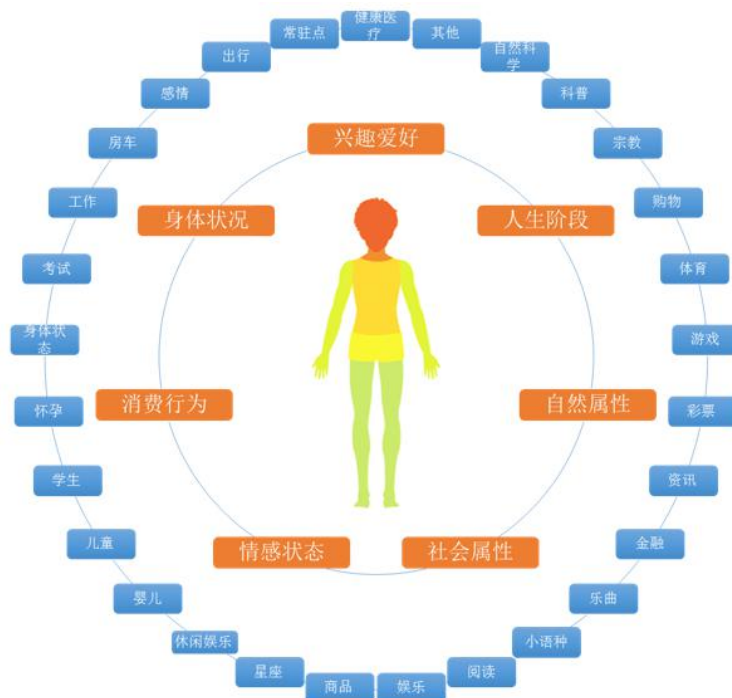 健康医
疗
常驻点
其他
出行
自然科
学
感情
科普
房车
兴趣爱好
宗教
工作
身体状况
人生阶段
购物
考试
体育
身体状
态
游戏
怀孕
消费行为
自然属性
彩票
学生
资讯
儿童
情感状态
社会属性
金融
婴儿
乐曲
休闲娱乐
小语种
星座
阅读
商品
娱乐